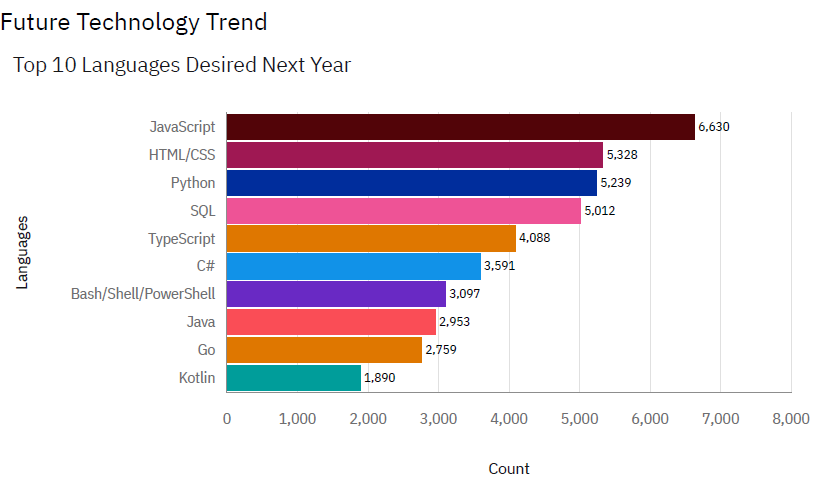 Future Technology Trend
Top 10 Languages Desired Next Year
Languages
JavaScript 6,630
HTML/CSS 5,328
Python 5,239
SQL 5,012
TypeScript 4,088
C# 3,591
Bash/Shell/PowerShell 3,097
Java 2,953
Go 2,759
Kotlin 1,890
0 1,000 2,000 3,000 4,000 5,000 6,000 7,000 8,000
Count